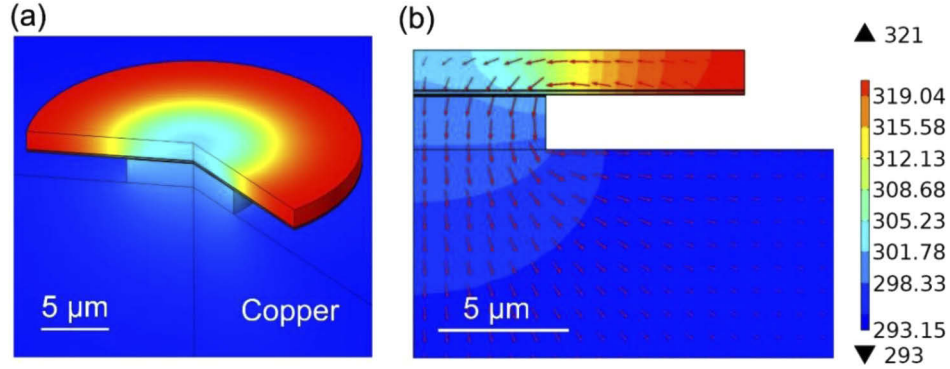 (a)
(b)
▲ 321
319.04
315.58
312.13
308.68
305.23
301.78
298.33
293.15
▼ 293
5 μm
Copper
5 μm